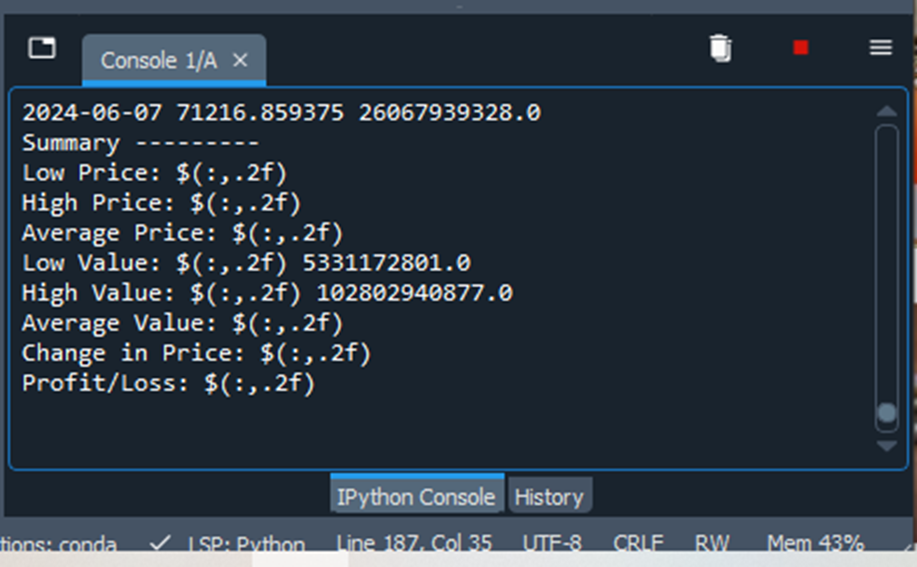 Console 1/A
2024-06-07 71216.859375 26067939328.0
Summary ---------
Low Price: $(:,.2f)
High Price: $(:,.2f)
Average Price: $(:,.2f)
Low Value: $(:,.2f) 5331172801.0
High Value: $(:,.2f) 102802940877.0
Average Value: $(:,.2f)
Change in Price: $(:,.2f)
Profit/Loss: $(:,.2f)
IPython Console History
tions: conda LSP: Python Line 187, Col 35 UTF-8 CRLF RW Mem 43%